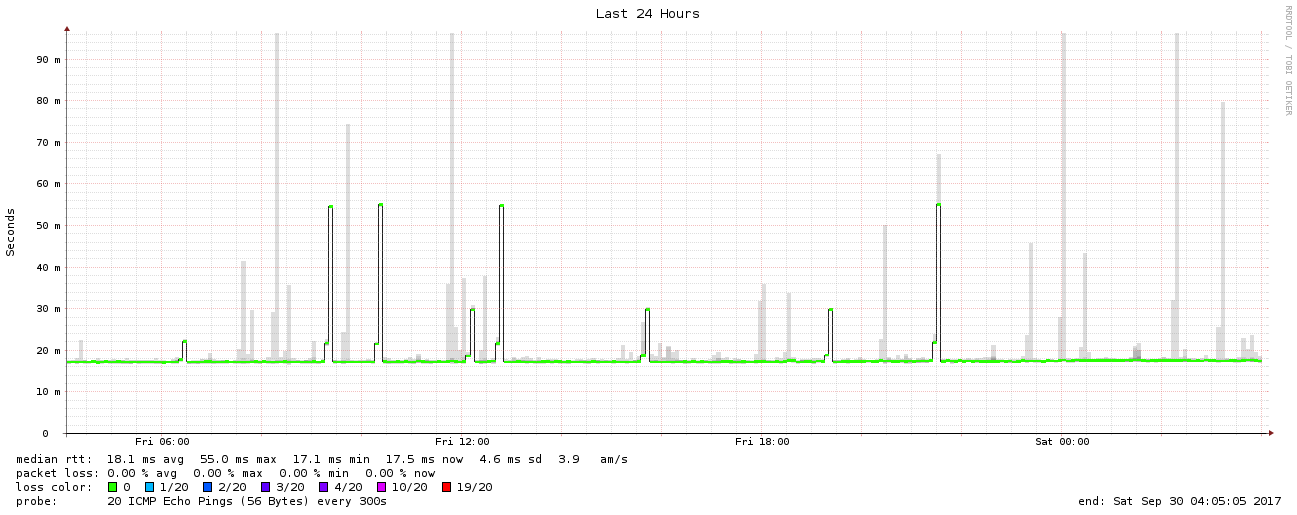 Last 24 Hours
RRDTOOL / TOBI OETIKER
Seconds
90 m
80 m
70 m
60 m
50 m
40 m
30 m
20 m
10 m
0
Fri 06:00 Fri 12:00 Fri 18:00 Sat 00:00
median rtt: 18.1 ms avg 55.0 ms max 17.1 ms min 17.5 ms now 4.6 ms sd 3.9 am/s
packet loss: 0.00 % avg 0.00 % max 0.00 % min 0.00 % now
loss color: 0 1/20 2/20 3/20 4/20 10/20 19/20
probe: 20 ICMP Echo Pings (56 Bytes) every 300s end: Sat Sep 30 04:05:05 2017